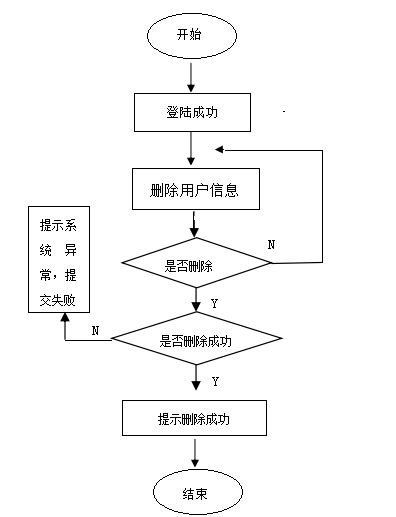 开始
登陆成功
删除用户信息
N
是否删除
提示系
统 异
常，提
交失败
Y
N
是否删除成功
Y
提示删除成功
结束